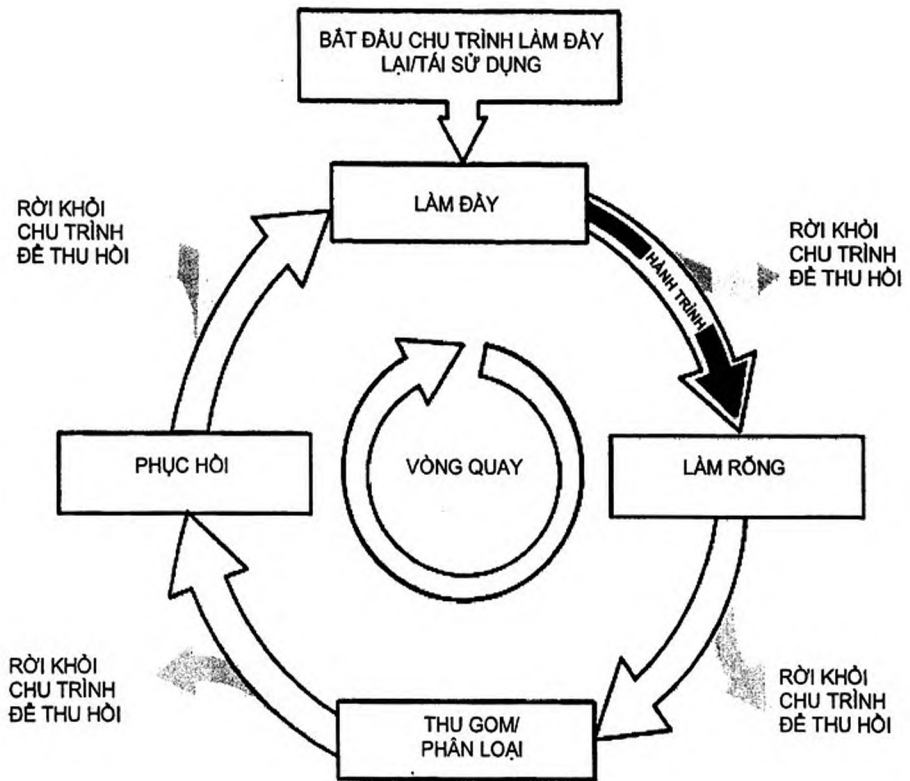 BẮT ĐẦU CHU TRÌNH LÀM ĐẦY
LẠI/TÁI SỬ DỤNG
LÀM ĐẦY
RỜI KHỎI
CHU TRÌNH
ĐỂ THU HỒI
HÀNH TRÌNH
RỜI KHỎI
CHU TRÌNH
ĐỂ THU HỒI
PHỤC HỒI
VÒNG QUAY
LÀM RỖNG
RỜI KHỎI
CHU TRÌNH
ĐỂ THU HỒI
THU GOM/
PHÂN LOẠI
RỜI KHỎI
CHU TRÌNH
ĐỂ THU HỒI